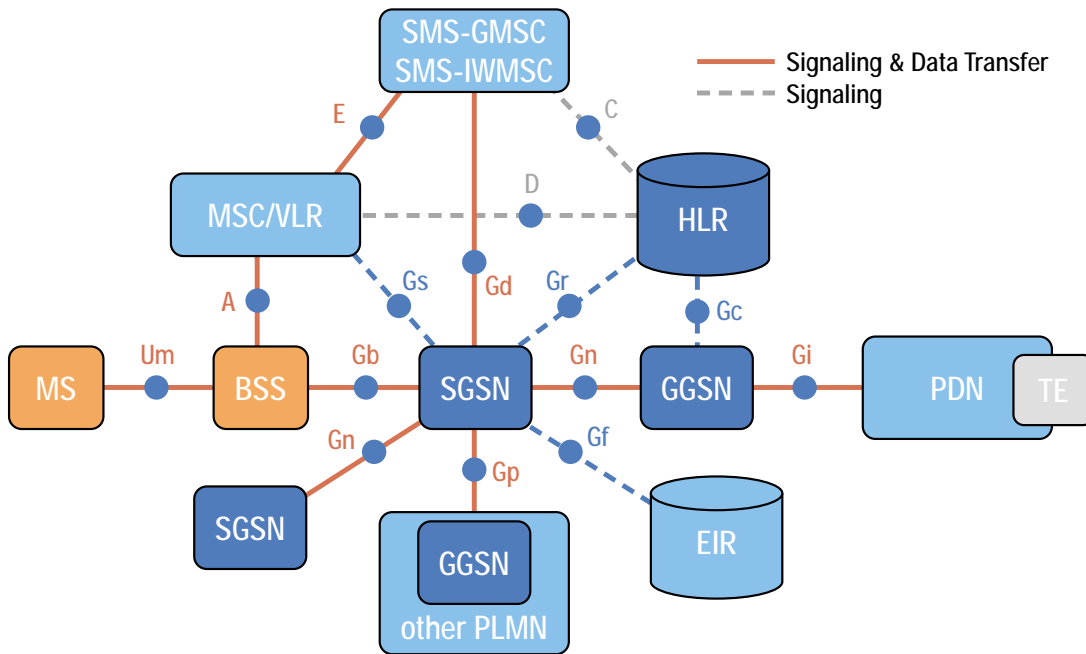 SMS-GMSC
SMS-IWMSC
Signaling & Data Transfer
Signaling
E
C
MSC/VLR
D
HLR
Gs
Gd
Gr
A
Gc
Um
Gb
Gn
Gi
MS
BSS
SGSN
GGSN
PDN
TE
Gn
Gf
Gp
SGSN
GGSN
EIR
other PLMN